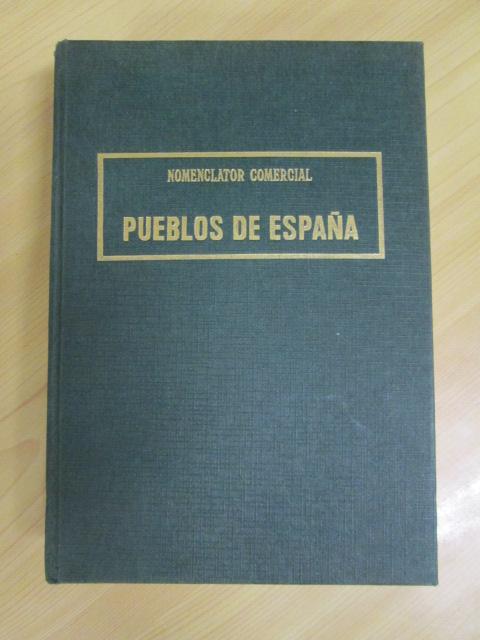 NOMENCLATOR COMERCIAL
PUEBLOS DE ESPAÑA